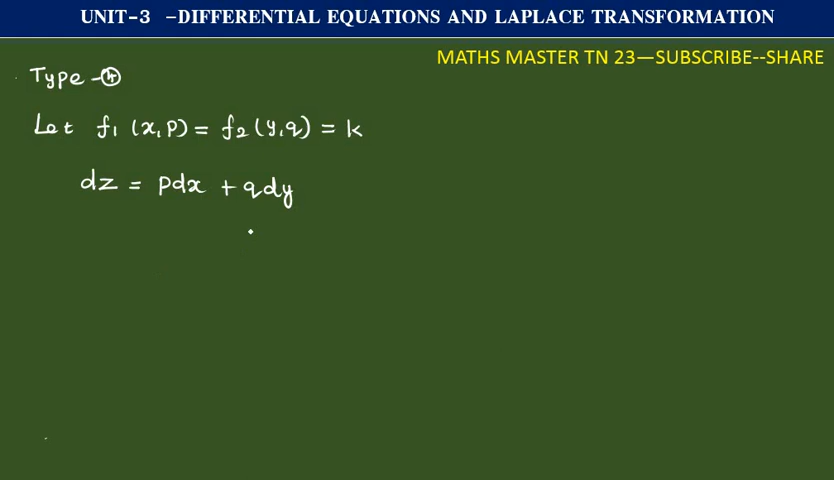 UNIT-3 –DIFFERENTIAL EQUATIONS AND LAPLACE TRANSFORMATION
MATHS MASTER TN 23—SUBSCRIBE--SHARE
Type -④
Let f₁ (x, p) = f₂ (y, q) = k
dz = pdx + qdy